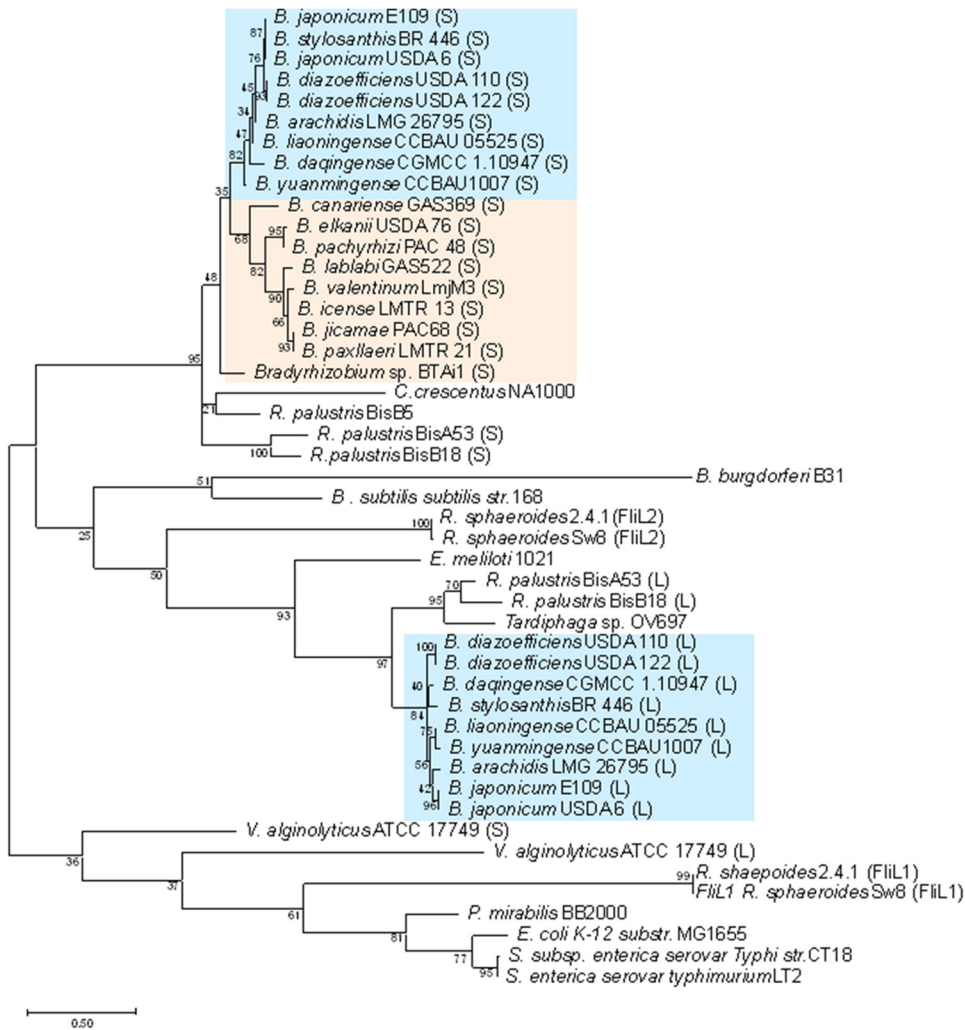 B. japonicum E109 (S)
87
B. stylosanthis BR 446 (S)
76
B. japonicum USDA 6 (S)
45
B. diazoefficiens USDA 110 (S)
93
B. diazoefficiens USDA 122 (S)
34
B. arachidis LMG 26795 (S)
47
B. liaoningense CCBAU 05525 (S)
82
B. daqingense CGMCC 1.10947 (S)
35
B. yuanmingense CCBAU1007 (S)
B. canariense GAS369 (S)
68
95
B. elkanii USDA 76 (S)
B. pachyrhizi PAC 48 (S)
82
B. lablabi GAS522 (S)
48
90
B. valentinum LmjM3 (S)
66
B. icense LMTR 13 (S)
B. jicamae PAC68 (S)
93
B. paxllaeri LMTR 21 (S)
95
Bradyrhizobium sp. BTAi1 (S)
C.crescentus NA1000
21
R. palustris BisB5
R. palustris BisA53 (S)
100
R.palustris BisB18 (S)
B. burgdorferi B31
51
B . subtilis subtilis str.168
25
R. sphaeroides 2.4.1 (FliL2)
100
R. sphaeroides Sw8 (FliL2)
50
E. meliloti 1021
93
70
R. palustris BisA53 (L)
95
R. palustris BisB18 (L)
Tardiphaga sp. OV697
97
100
B. diazoefficiens USDA 110 (L)
B. diazoefficiens USDA 122 (L)
40
B. daqingense CGMCC 1.10947 (L)
84
B. stylosanthis BR 446 (L)
75
B. liaoningense CCBAU 05525 (L)
B. yuanmingense CCBAU1007 (L)
56
B. arachidis LMG 26795 (L)
42
B. japonicum E109 (L)
96
B. japonicum USDA6 (L)
V. alginolyticus ATCC 17749 (S)
36
V. alginolyticus ATCC 17749 (L)
37
99
R. shaepoides 2.4.1 (FliL1)
FliL1 R. sphaeroides Sw8 (FliL1)
61
P. mirabilis BB2000
81
E. coli K-12 substr. MG1655
77
S. subsp. enterica serovar Typhi str.CT18
95
S. enterica serovar typhimurium LT2
0.50